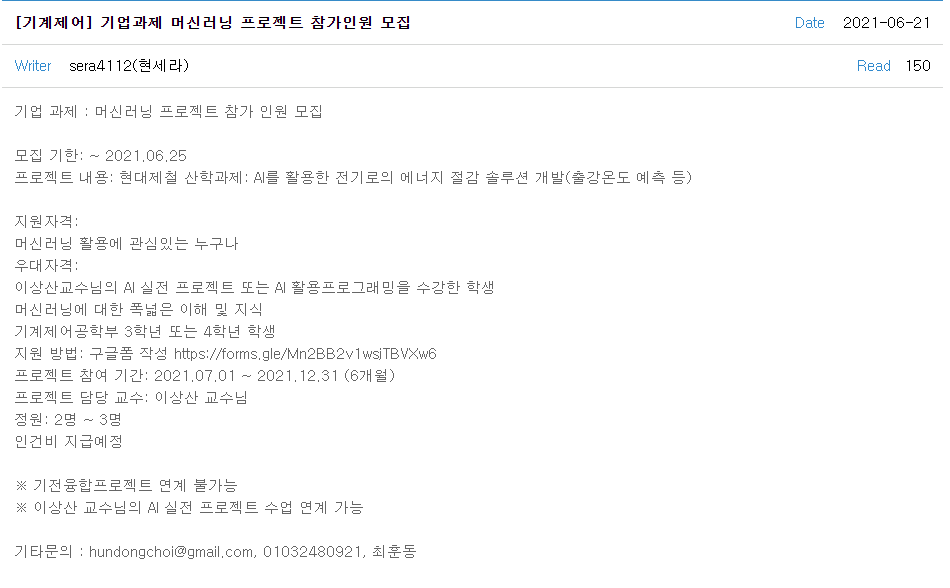 [기계제어] 기업과제 머신러닝 프로젝트 참가인원 모집 Date 2021-06-21
Writer sera4112(현세라) Read 150
기업 과제 : 머신러닝 프로젝트 참가 인원 모집
모집 기한: ~ 2021.06.25
프로젝트 내용: 현대제철 산학과제: AI를 활용한 전기로의 에너지 절감 솔루션 개발(출강온도 예측 등)
지원자격:
머신러닝 활용에 관심있는 누구나
우대자격:
이상산교수님의 AI 실전 프로젝트 또는 AI 활용프로그래밍을 수강한 학생
머신러닝에 대한 폭넓은 이해 및 지식
기계제어공학부 3학년 또는 4학년 학생
지원 방법: 구글폼 작성 https://forms.gle/Mn2BB2v1wsjTBVXw6
프로젝트 참여 기간: 2021.07.01 ~ 2021.12.31 (6개월)
프로젝트 담당 교수: 이상산 교수님
정원: 2명 ~ 3명
인건비 지급예정
※ 기전융합프로젝트 연계 불가능
※ 이상산 교수님의 AI 실전 프로젝트 수업 연계 가능
기타문의 : hundongchoi@gmail.com, 01032480921, 최훈동